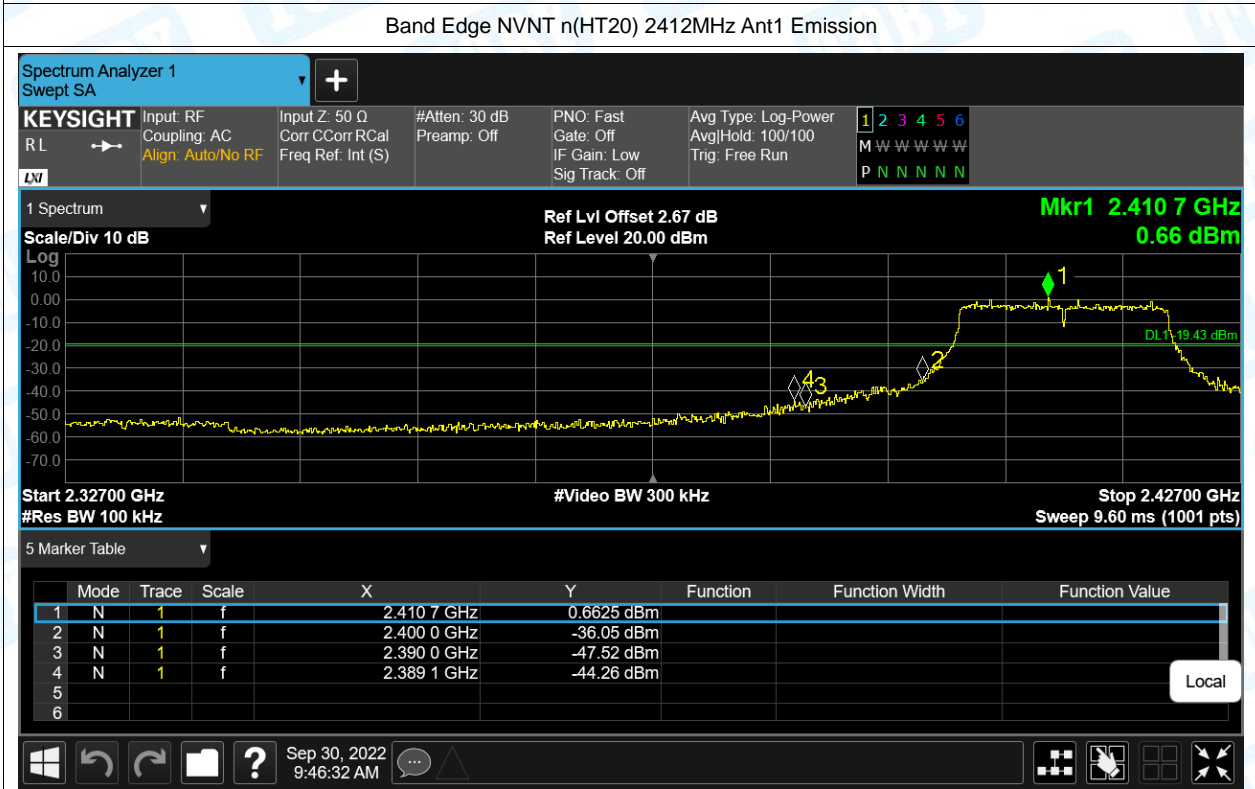 Band Edge NVNT n(HT20) 2412MHz Ant1 Emission
Spectrum Analyzer 1
Swept SA
+
KEYSIGHT
RL
LXI
Input: RF
Coupling: AC
Align: Auto/No RF
Input Z: 50 Ω
Corr CCorr RCal
Freq Ref: Int (S)
#Atten: 30 dB
Preamp: Off
PNO: Fast
Gate: Off
IF Gain: Low
Sig Track: Off
Avg Type: Log-Power
Avg|Hold: 100/100
Trig: Free Run
1 2 3 4 5 6
M W W W W W
P N N N N N
1 Spectrum
Scale/Div 10 dB
Ref Lvl Offset 2.67 dB
Ref Level 20.00 dBm
Mkr1 2.410 7 GHz
0.66 dBm
Log
10.0
0.00
-10.0
-20.0
-30.0
-40.0
-50.0
-60.0
-70.0
1
2
4 3
DL1 -19.43 dBm
Start 2.32700 GHz
#Res BW 100 kHz
#Video BW 300 kHz
Stop 2.42700 GHz
Sweep 9.60 ms (1001 pts)
5 Marker Table
Mode Trace Scale X Y Function Function Width Function Value
1 N 1 f 2.410 7 GHz 0.6625 dBm
2 N 1 f 2.400 0 GHz -36.05 dBm
3 N 1 f 2.390 0 GHz -47.52 dBm
4 N 1 f 2.389 1 GHz -44.26 dBm
5
6
Local
?
Sep 30, 2022
9:46:32 AM